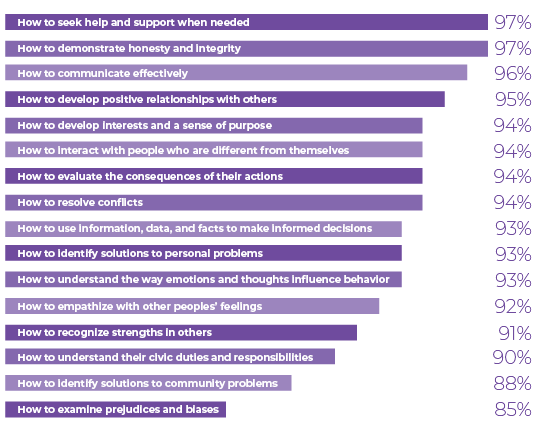 How to seek help and support when needed 97%
How to demonstrate honesty and integrity 97%
How to communicate effectively 96%
How to develop positive relationships with others 95%
How to develop interests and a sense of purpose 94%
How to interact with people who are different from themselves 94%
How to evaluate the consequences of their actions 94%
How to resolve conflicts 94%
How to use information, data, and facts to make informed decisions 93%
How to identify solutions to personal problems 93%
How to understand the way emotions and thoughts influence behavior 93%
How to empathize with other peoples' feelings 92%
How to recognize strengths in others 91%
How to understand their civic duties and responsibilities 90%
How to identify solutions to community problems 88%
How to examine prejudices and biases 85%